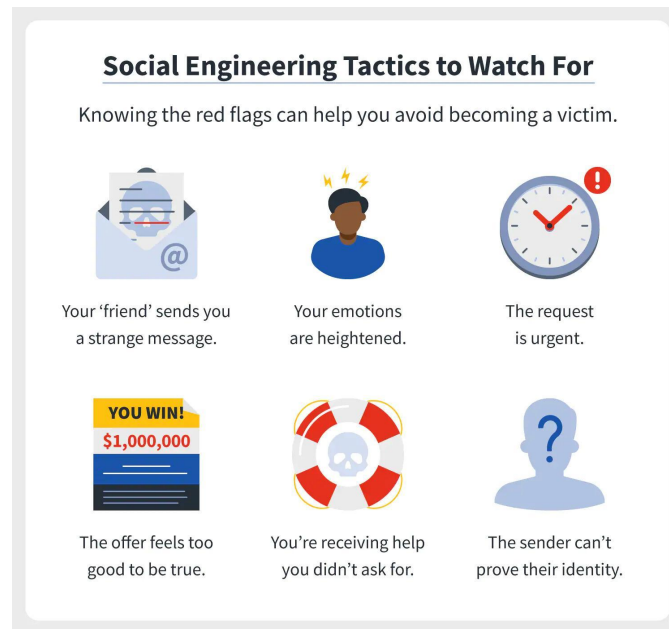 Social Engineering Tactics to Watch For
Knowing the red flags can help you avoid becoming a victim.
@
Your ‘friend’ sends you
a strange message.
Your emotions
are heightened.
!
The request
is urgent.
YOU WIN!
$1,000,000
The offer feels too
good to be true.
You’re receiving help
you didn’t ask for.
?
The sender can’t
prove their identity.